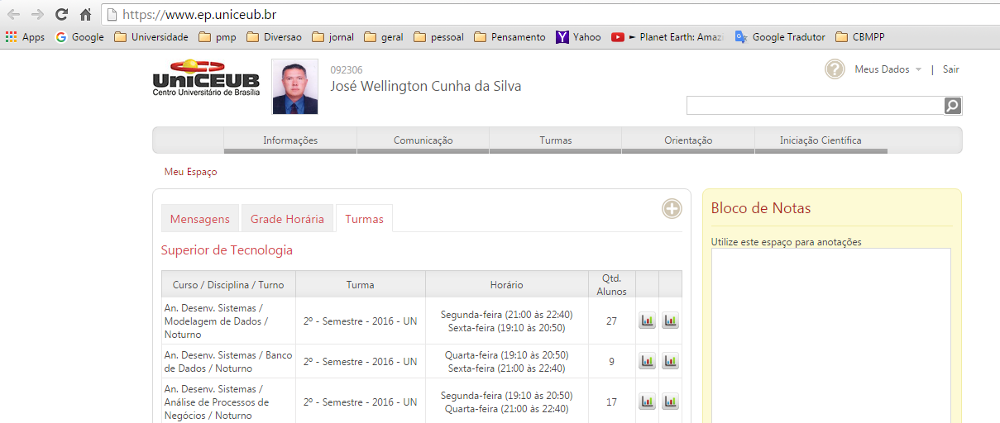 https://www.ep.uniceub.br
Apps Google Universidade pmp Diversao jornal geral pessoal Pensamento Yahoo ► Planet Earth: Amazi Google Tradutor CBMPP
UniCEUB
Centro Universitário de Brasília
092306
José Wellington Cunha da Silva
? Meus Dados | Sair
Informações Comunicação Turmas Orientação Iniciação Científica
Meu Espaço
Mensagens Grade Horária Turmas
Superior de Tecnologia
Curso / Disciplina / Turno Turma Horário Qtd.
Alunos
An. Desenv. Sistemas /
Modelagem de Dados /
Noturno
2º - Semestre - 2016 - UN
Segunda-feira (21:00 às 22:40)
Sexta-feira (19:10 às 20:50)
27
An. Desenv. Sistemas / Banco
de Dados / Noturno
2º - Semestre - 2016 - UN
Quarta-feira (19:10 às 20:50)
Sexta-feira (21:00 às 22:40)
9
An. Desenv. Sistemas /
Análise de Processos de
Negócios / Noturno
2º - Semestre - 2016 - UN
Segunda-feira (19:10 às 20:50)
Quarta-feira (21:00 às 22:40)
17
Bloco de Notas
Utilize este espaço para anotações